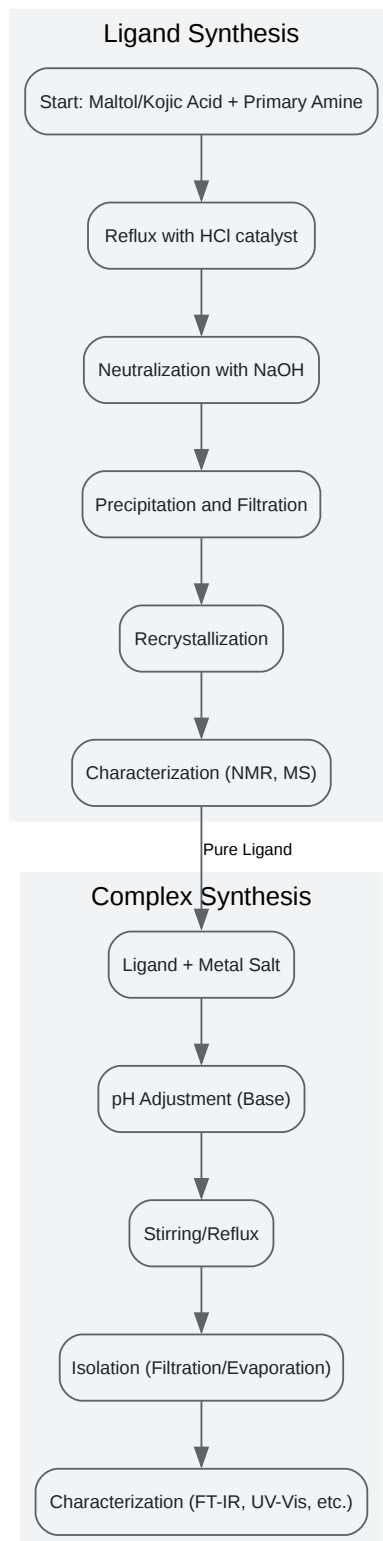 Ligand Synthesis
Start: Maltol/Kojic Acid + Primary Amine
Reflux with HCl catalyst
Neutralization with NaOH
Precipitation and Filtration
Recrystallization
Characterization (NMR, MS)
Pure Ligand
Complex Synthesis
Ligand + Metal Salt
pH Adjustment (Base)
Stirring/Reflux
Isolation (Filtration/Evaporation)
Characterization (FT-IR, UV-Vis, etc.)